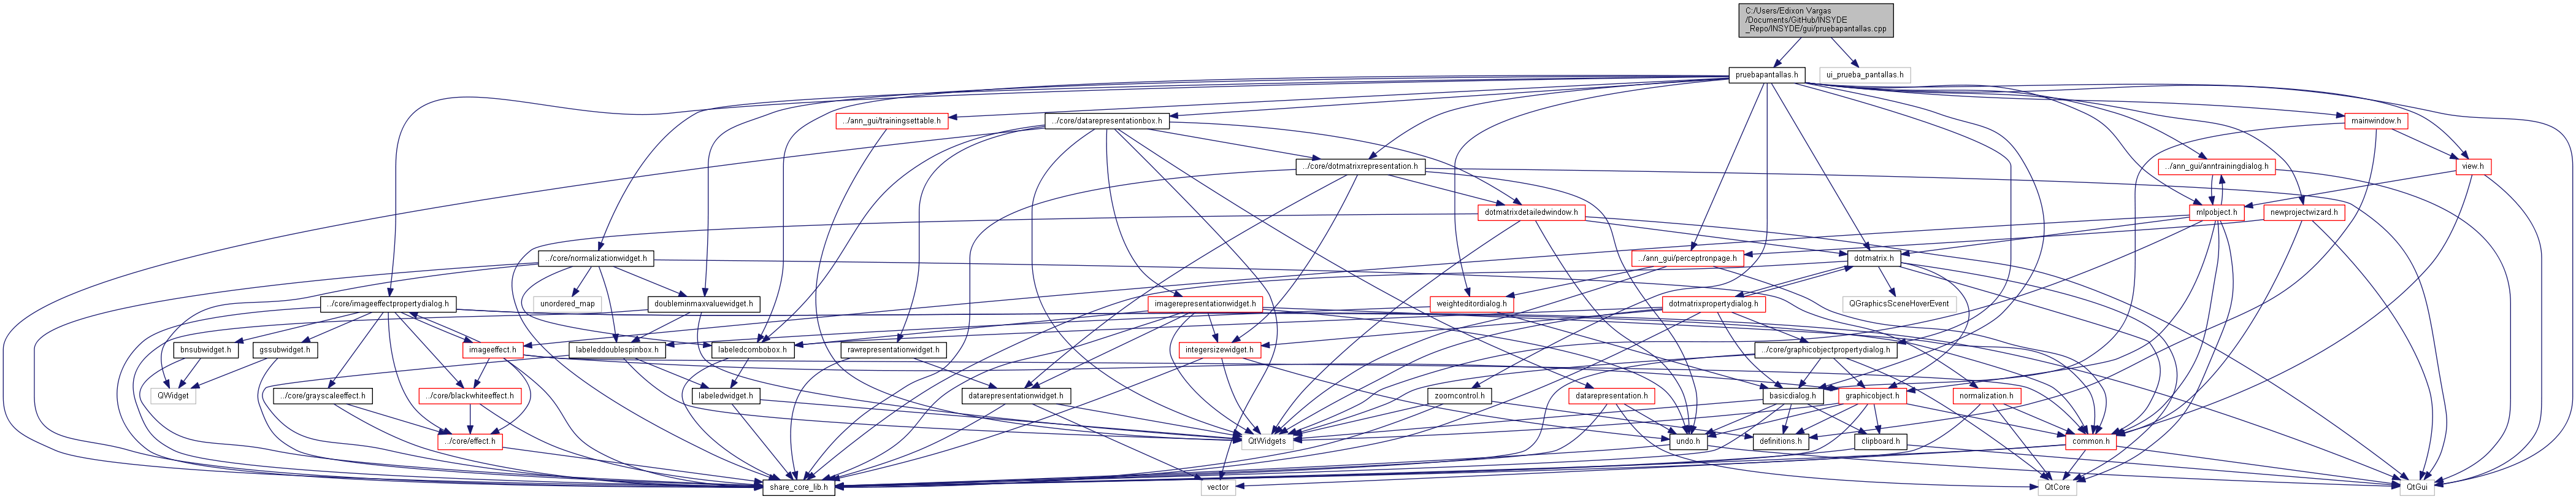 C:/Users/Edixon Vargas
/Documents/GitHub/INSYDE
_Repo/INSYDE/gui/pruebapantallas.cpp
pruebapantallas.h
ui_prueba_pantallas.h
../ann_gui/trainingsettable.h
../core/datarepresentationbox.h
mainwindow.h
../core/dotmatrixrepresentation.h
../ann_gui/anntrainingdialog.h
view.h
dotmatrixdetailedwindow.h
mlpobject.h
newprojectwizard.h
../core/normalizationwidget.h
../ann_gui/perceptronpage.h
dotmatrix.h
../core/imageeffectpropertydialog.h
unordered_map
doubleminmaxvaluewidget.h
imagerepresentationwidget.h
weighteditordialog.h
dotmatrixpropertydialog.h
QGraphicsSceneHoverEvent
bnsubwidget.h
gssubwidget.h
imageeffect.h
labeleddoublespinbox.h
labeledcombobox.h
rawrepresentationwidget.h
integersizewidget.h
../core/graphicobjectpropertydialog.h
QWidget
../core/grayscaleeffect.h
../core/blackwhiteeffect.h
labeledwidget.h
datarepresentationwidget.h
zoomcontrol.h
datarepresentation.h
basicdialog.h
graphicobject.h
normalization.h
../core/effect.h
QtWidgets
undo.h
definitions.h
clipboard.h
common.h
share_core_lib.h
vector
QtCore
QtGui